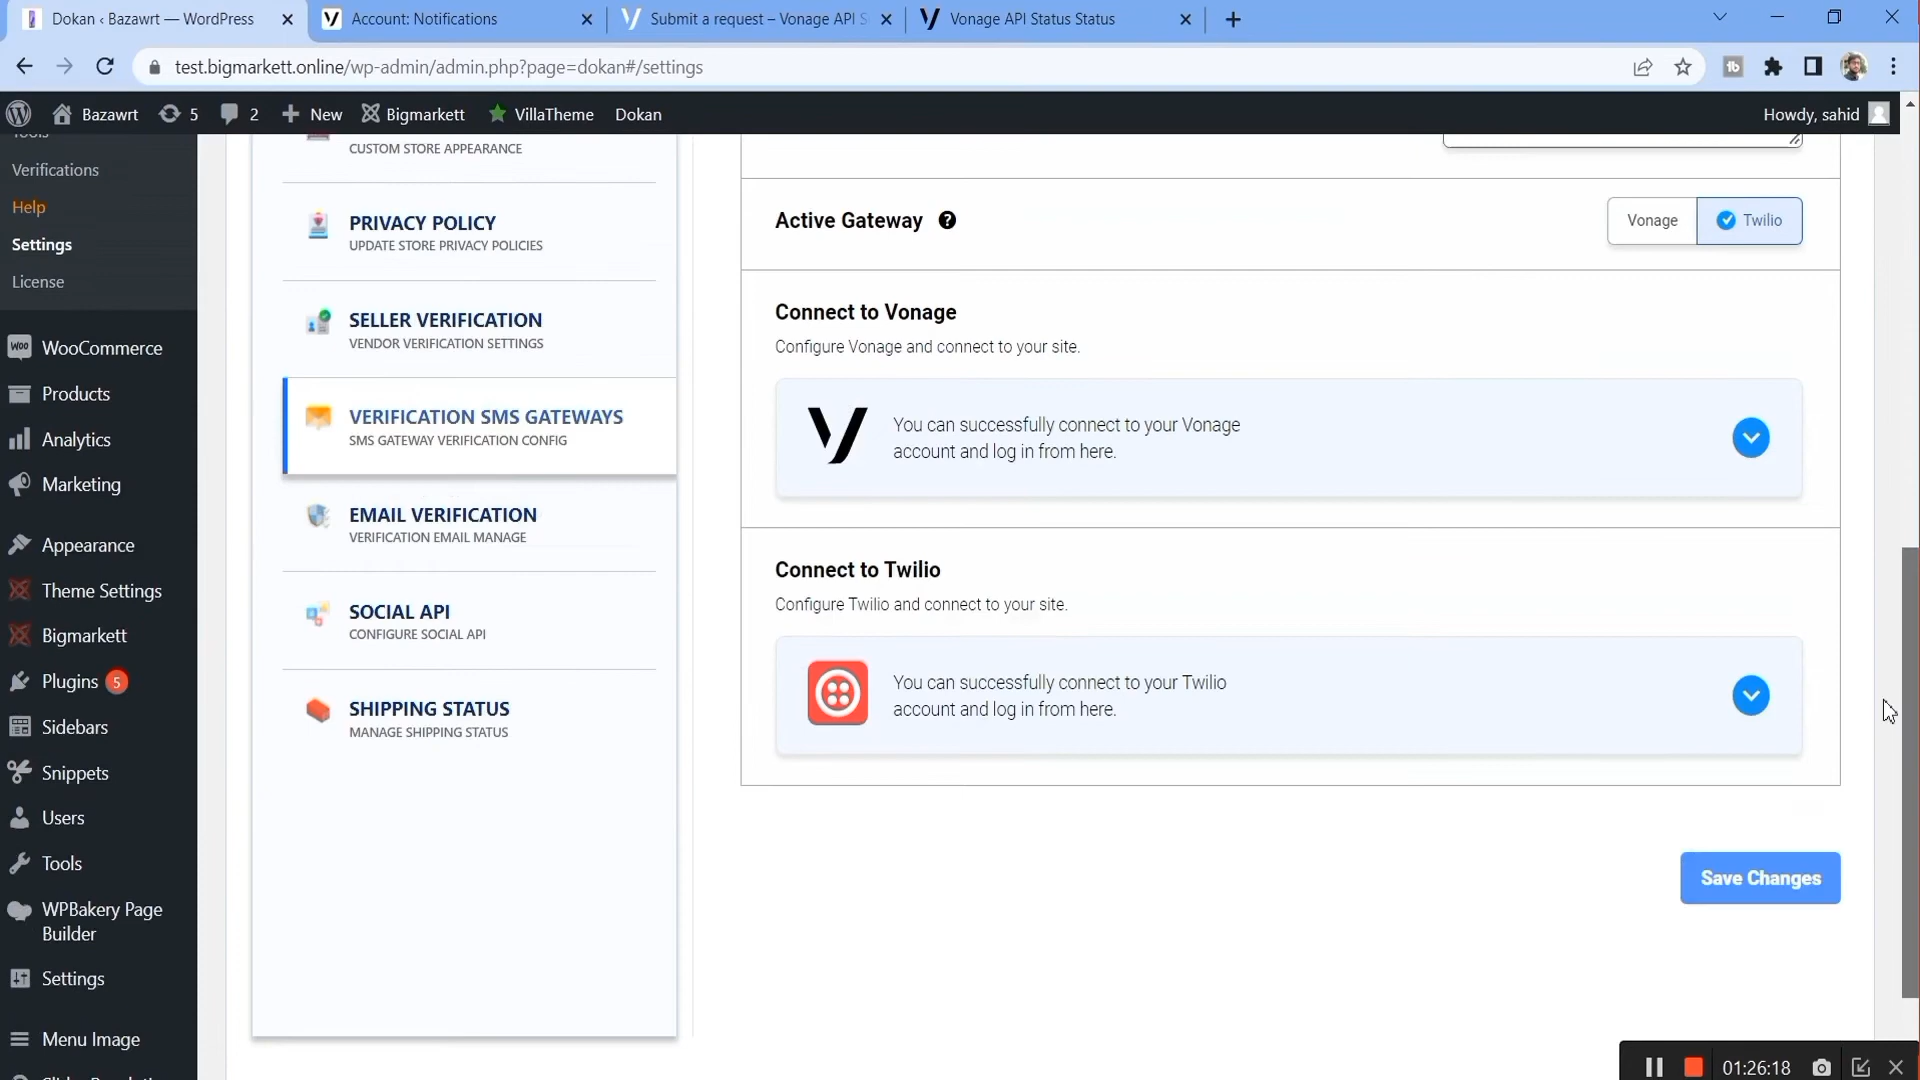 Dokan ‹ Bazawrt — WordPress
Account: Notifications
Submit a request – Vonage API S
Vonage API Status Status
test.bigmarkett.online/wp-admin/admin.php?page=dokan#/settings
Bazawrt
5
2
New
Bigmarkett
VillaTheme
Dokan
Howdy, sahid
Tools
Verifications
Help
Settings
License
WooCommerce
Products
Analytics
Marketing
Appearance
Theme Settings
Bigmarkett
Plugins 5
Sidebars
Snippets
Users
Tools
WPBakery Page
Builder
Settings
Menu Image
CUSTOM STORE APPEARANCE
PRIVACY POLICY
UPDATE STORE PRIVACY POLICIES
SELLER VERIFICATION
VENDOR VERIFICATION SETTINGS
VERIFICATION SMS GATEWAYS
SMS GATEWAY VERIFICATION CONFIG
EMAIL VERIFICATION
VERIFICATION EMAIL MANAGE
SOCIAL API
CONFIGURE SOCIAL API
SHIPPING STATUS
MANAGE SHIPPING STATUS
Active Gateway
Vonage
Twilio
Connect to Vonage
Configure Vonage and connect to your site.
You can successfully connect to your Vonage
account and log in from here.
Connect to Twilio
Configure Twilio and connect to your site.
You can successfully connect to your Twilio
account and log in from here.
Save Changes
01:26:18